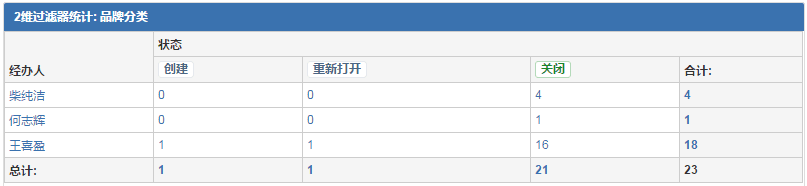 2维过滤器统计: 品牌分类
状态
经办人 创建 重新打开 关闭 合计:
柴纯洁 0 0 4 4
何志辉 0 0 1 1
王喜盈 1 1 16 18
总计: 1 1 21 23